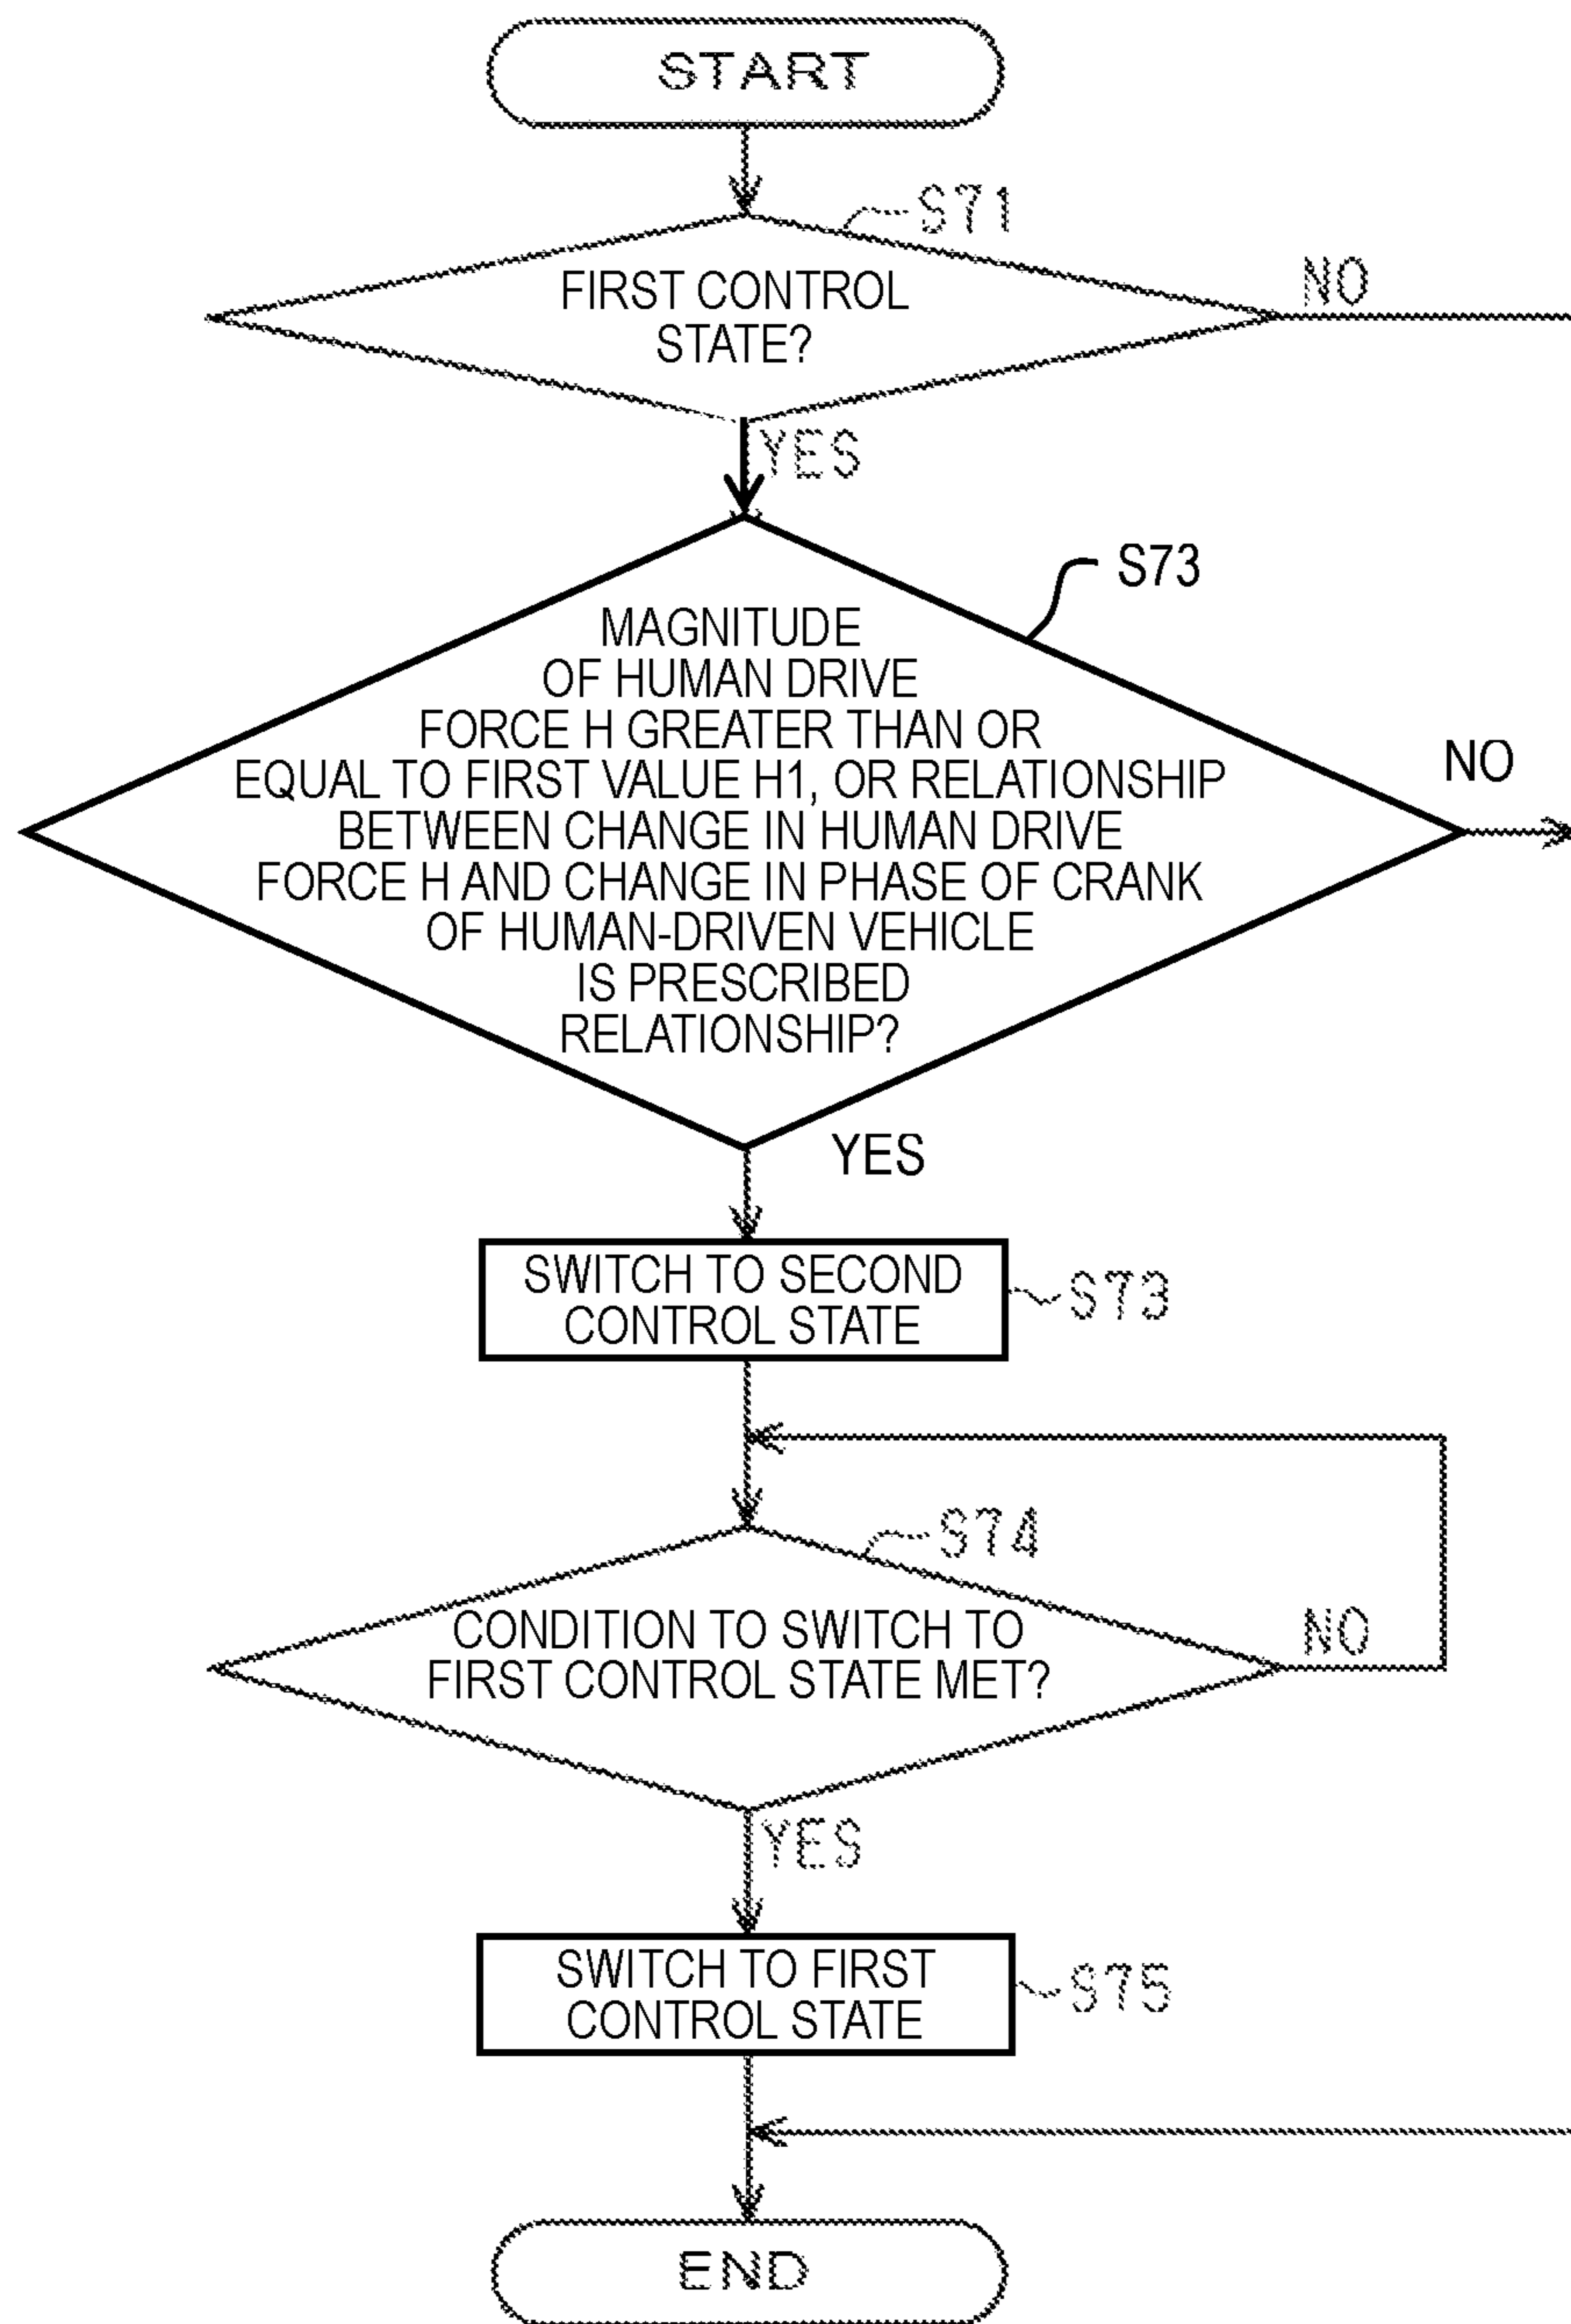 START
S71
FIRST CONTROL
STATE?
NO
YES
S73
MAGNITUDE
OF HUMAN DRIVE
FORCE H GREATER THAN OR
EQUAL TO FIRST VALUE H1, OR RELATIONSHIP
BETWEEN CHANGE IN HUMAN DRIVE
FORCE H AND CHANGE IN PHASE OF CRANK
OF HUMAN-DRIVEN VEHICLE
IS PRESCRIBED
RELATIONSHIP?
NO
YES
SWITCH TO SECOND
CONTROL STATE
S73
S74
CONDITION TO SWITCH TO
FIRST CONTROL STATE MET?
NO
YES
SWITCH TO FIRST
CONTROL STATE
S75
END